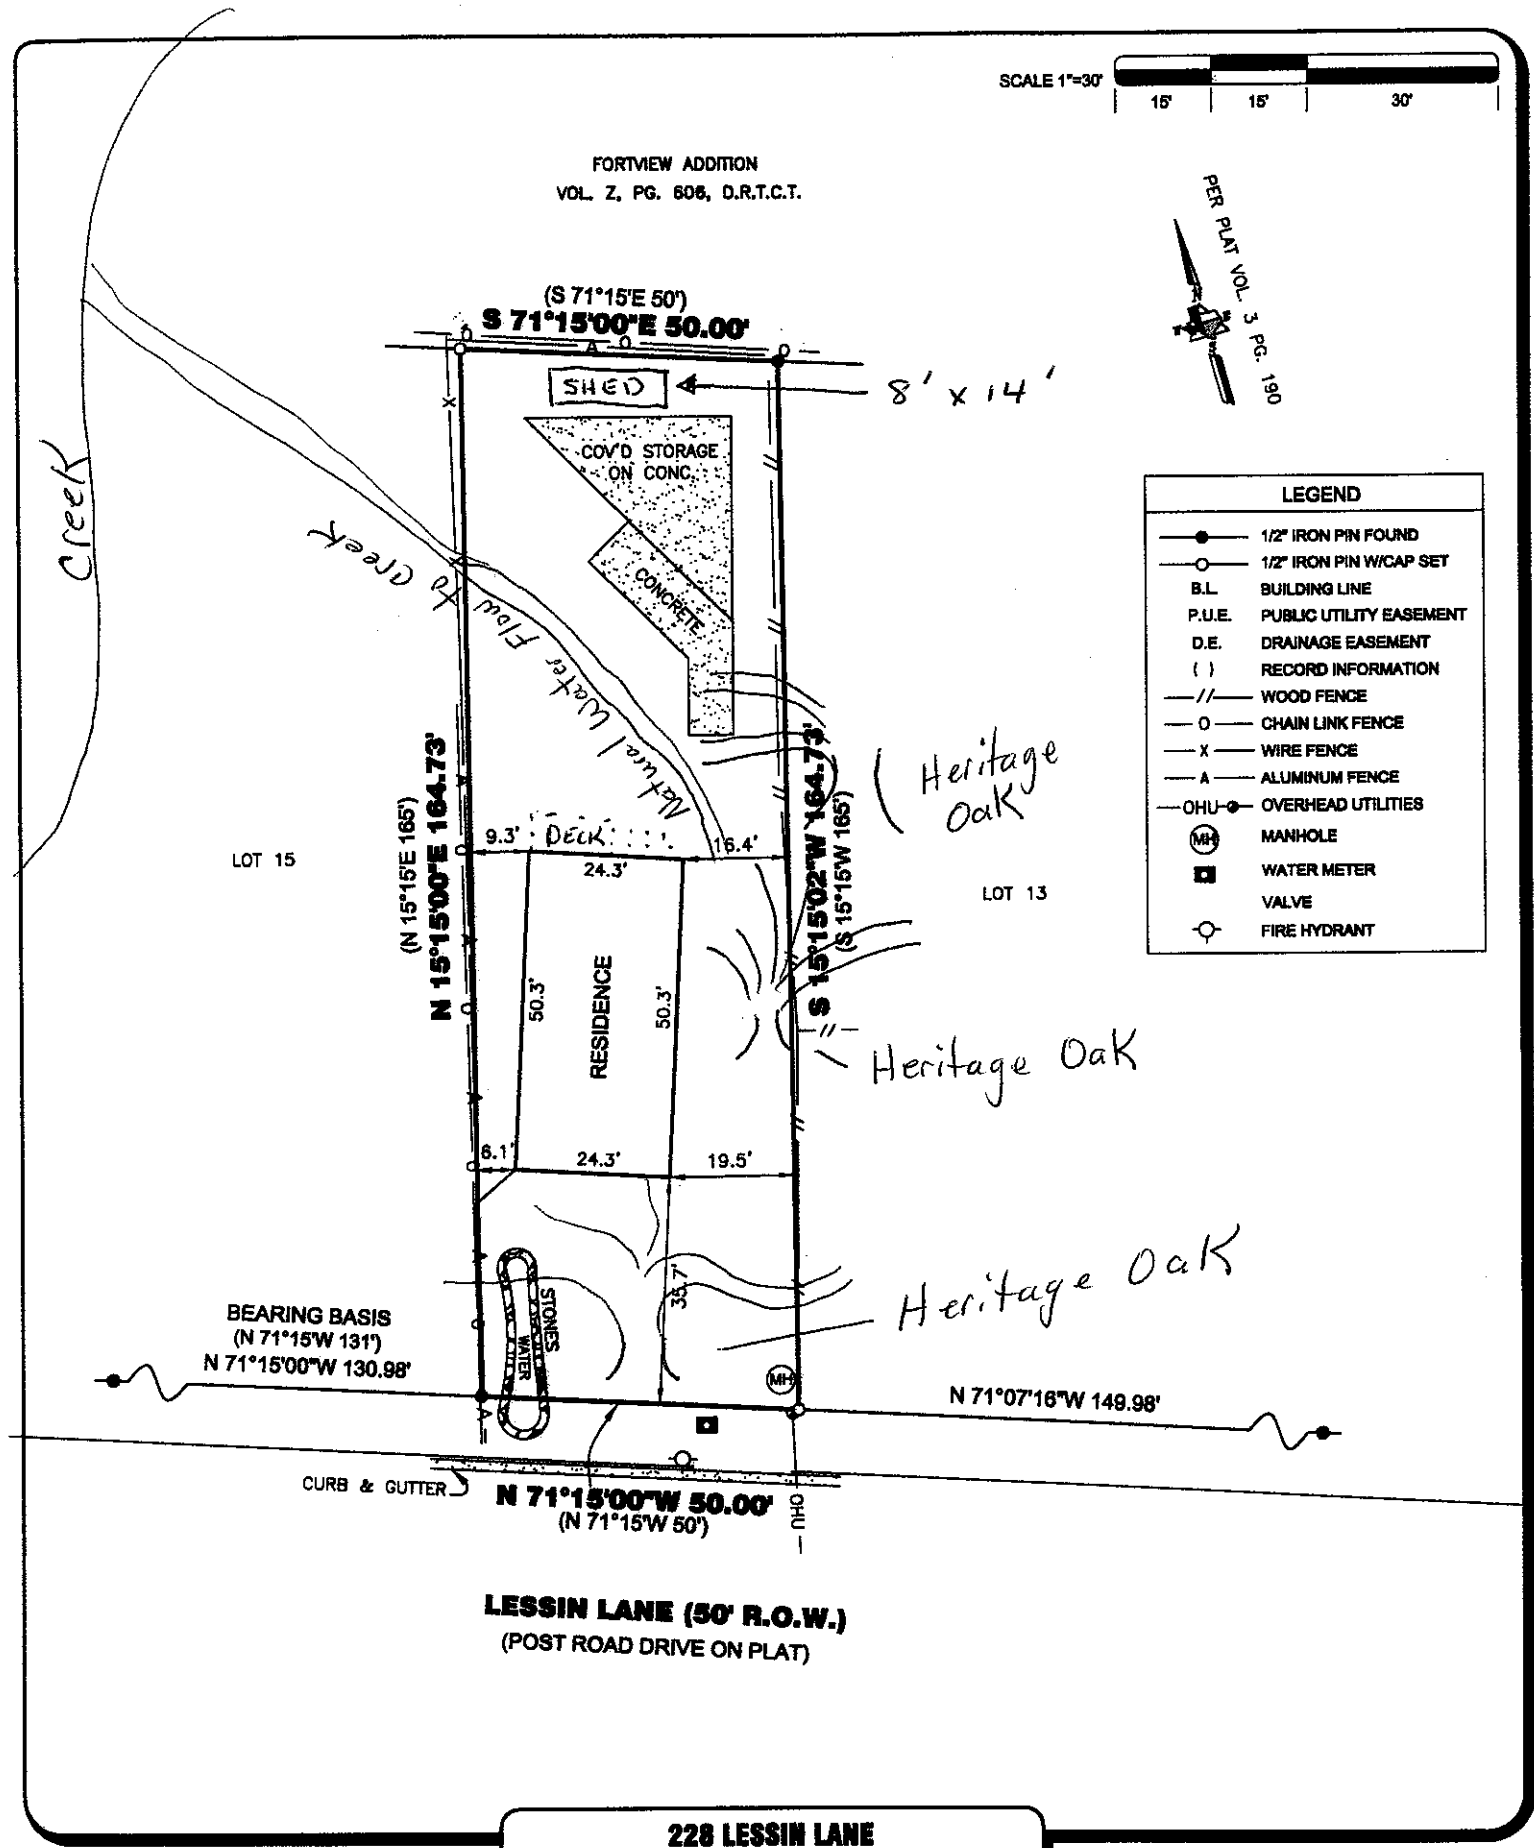 SCALE 1"=30'
15'
15'
30'
FORTVIEW ADDITION
VOL. Z, PG. 606, D.R.T.C.T.
PER PLAT VOL. 3 PG. 190
(S 71°15'E 50')
S 71°15'00"E 50.00'
SHED
8' x 14'
COV'D STORAGE
ON CONC.
CONCRETE
Creek
Natural Water Flow to creek
LEGEND
1/2" IRON PIN FOUND
1/2" IRON PIN W/CAP SET
B.L. BUILDING LINE
P.U.E. PUBLIC UTILITY EASEMENT
D.E. DRAINAGE EASEMENT
( ) RECORD INFORMATION
// WOOD FENCE
O CHAIN LINK FENCE
X WIRE FENCE
A ALUMINUM FENCE
OHU OVERHEAD UTILITIES
MH MANHOLE
WATER METER
VALVE
FIRE HYDRANT
Heritage
Oak
N 15°15'00"E 164.73'
(N 15°15'E 165')
S 15°15'02"W 164.73'
(S 15°15'W 165')
LOT 15
LOT 13
9.3'
DECK
16.4'
24.3'
50.3'
RESIDENCE
50.3'
Heritage Oak
6.1'
24.3'
19.5'
Heritage Oak
35.7'
STONES
WATER
BEARING BASIS
(N 71°15'W 131')
N 71°15'00"W 130.98'
MH
N 71°07'16"W 149.98'
CURB & GUTTER
N 71°15'00"W 50.00'
(N 71°15'W 50')
OHU
LESSIN LANE (50' R.O.W.)
(POST ROAD DRIVE ON PLAT)
228 LESSIN LANE